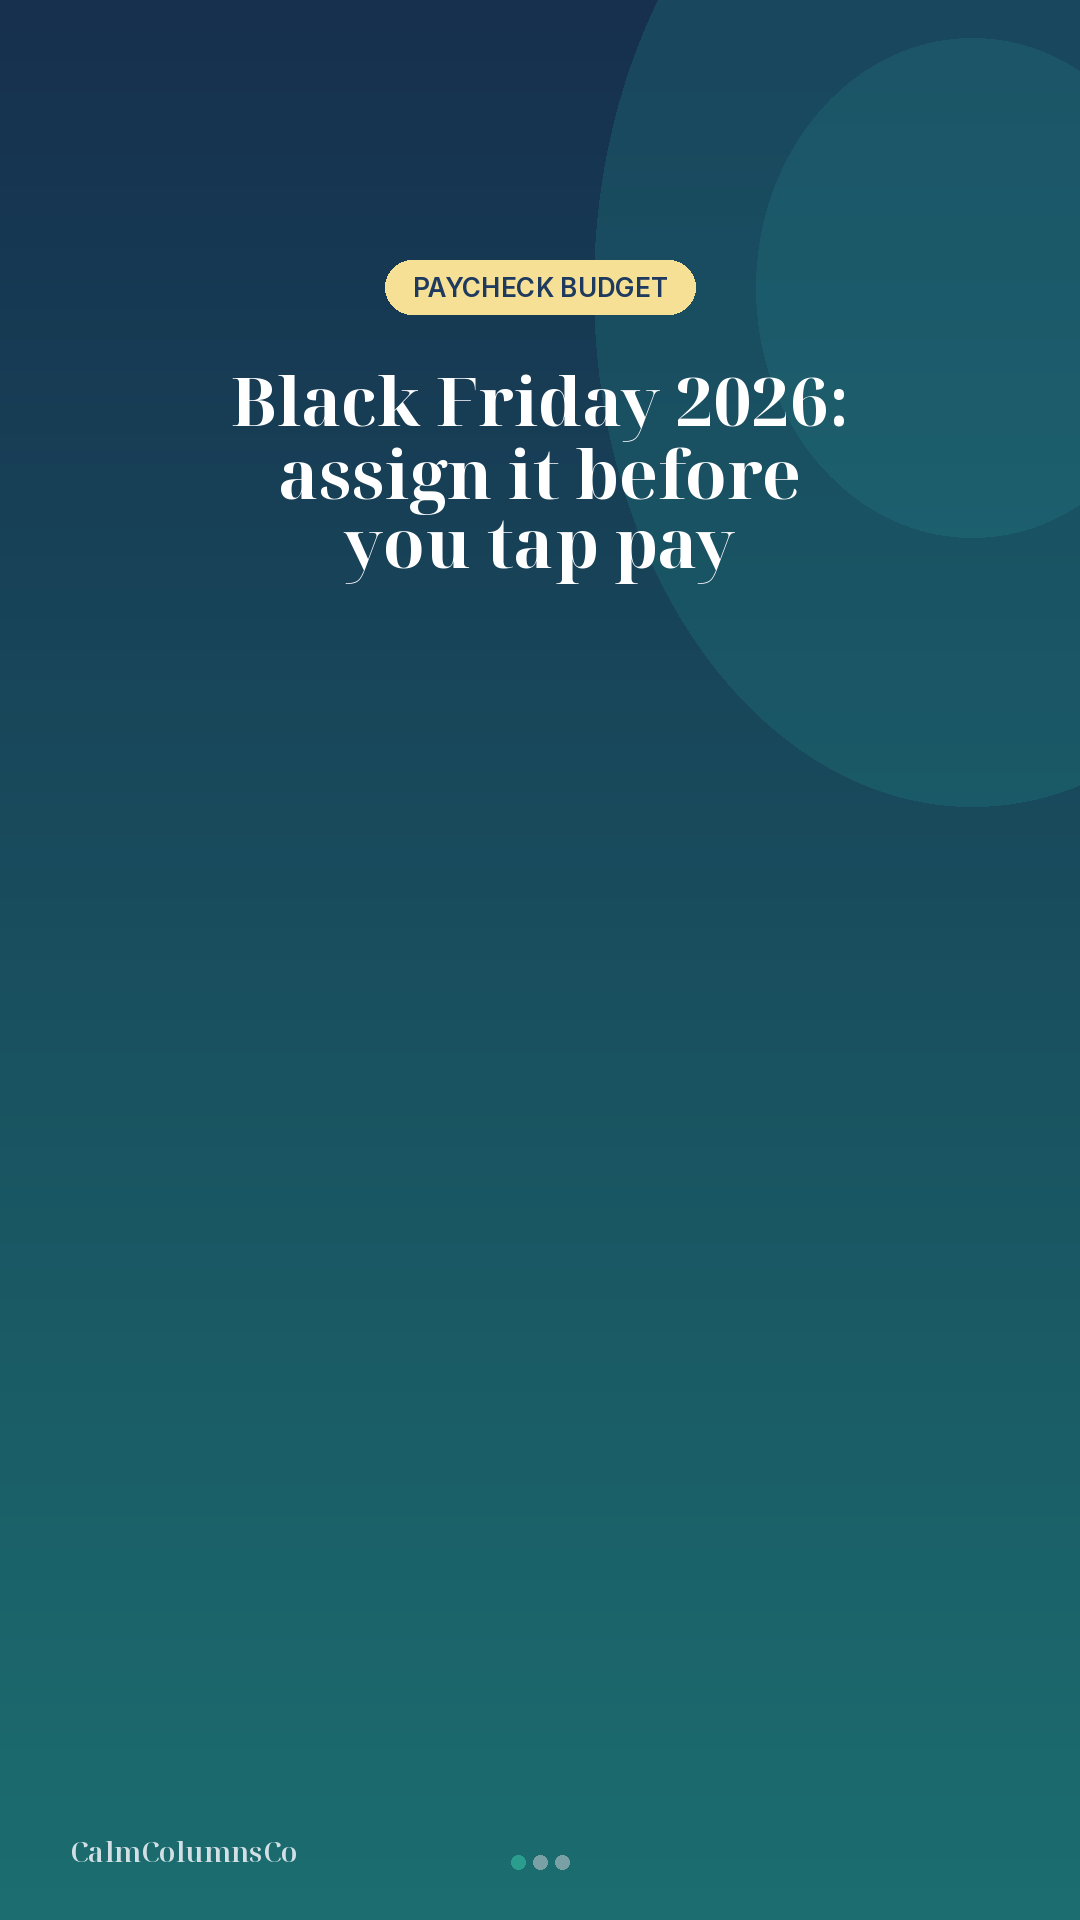 PAYCHECK BUDGET
Black Friday 2026:
assign it before
you tap pay
CalmColumnsCo